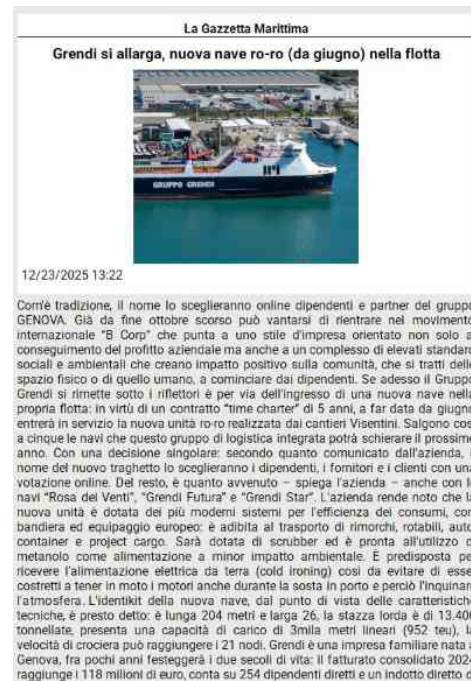 La Gazzetta Marittima
Grendi si allarga, nuova nave ro-ro (da giugno) nella flotta
GRUPPO GRENDI
12/23/2025 13:22
Com'è tradizione, il nome lo sceglieranno online dipendenti e partner del gruppo
GENOVA. Già da fine ottobre scorso può vantarsi di rientrare nel movimento
internazionale "B Corp" che punta a uno stile d'impresa orientato non solo al
conseguimento del profitto aziendale ma anche a un complesso di elevati standard
sociali e ambientali che creano impatto positivo sulla comunità, che si tratti dello
spazio fisico o di quello umano, a cominciare dai dipendenti. Se adesso il Gruppo
Grendi si rimette sotto i riflettori è per via dell'ingresso di una nuova nave nella
propria flotta: in virtù di un contratto "time charter" di 5 anni, a far data da giugno
entrerà in servizio la nuova unità ro-ro realizzata dai cantieri Visentini. Salgono così
a cinque le navi che questo gruppo di logistica integrata potrà schierare il prossimo
anno. Con una decisione singolare: secondo quanto comunicato dall'azienda, il
nome del nuovo traghetto lo sceglieranno i dipendenti, i fornitori e i clienti con una
votazione online. Del resto, è quanto avvenuto – spiega l'azienda – anche con le
navi "Rosa dei Venti", "Grendi Futura" e "Grendi Star". L'azienda rende noto che la
nuova unità è dotata dei più moderni sistemi per l'efficienza dei consumi, con
bandiera ed equipaggio europeo: è adibita al trasporto di rimorchi, rotabili, auto,
container e project cargo. Sarà dotata di scrubber ed è pronta all'utilizzo di
metanolo come alimentazione a minor impatto ambientale. È predisposta per
ricevere l'alimentazione elettrica da terra (cold ironing) così da evitare di esser
costretti a tener in moto i motori anche durante la sosta in porto e perciò l'inquinare
l'atmosfera. L'identikit della nuova nave, dal punto di vista delle caratteristiche
tecniche, è presto detto: è lunga 204 metri e larga 26, la stazza lorda è di 13.400
tonnellate, presenta una capacità di carico di 3mila metri lineari (952 teu), la
velocità di crociera può raggiungere i 21 nodi. Grendi è una impresa familiare nata a
Genova, fra pochi anni festeggerà i due secoli di vita: il fatturato consolidato 2024
raggiunge i 118 milioni di euro, conta su 254 dipendenti diretti e un indotto diretto e